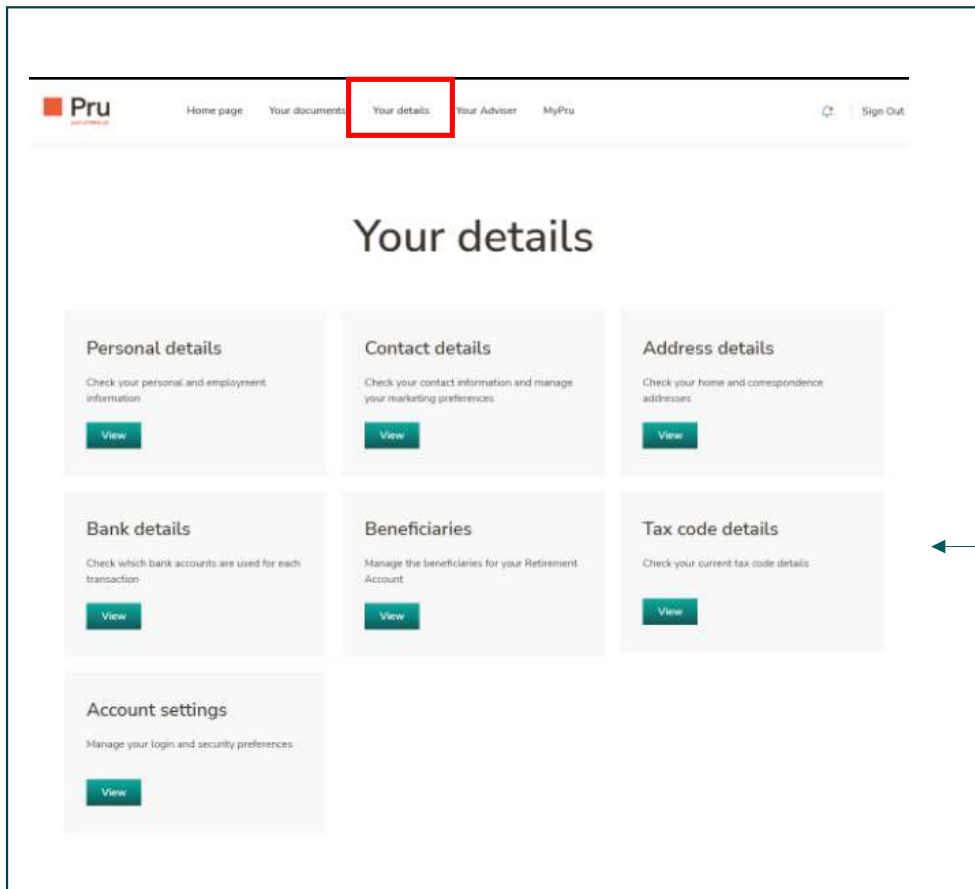 Pru
Home page Your documents Your details Your Adviser MyPru Sign Out
Your details
Personal details
Check your personal and employment
information
View
Contact details
Check your contact information and manage
your marketing preferences
View
Address details
Check your home and correspondence
addresses
View
Bank details
Check which bank accounts are used for each
transaction
View
Beneficiaries
Manage the beneficiaries for your Retirement
Account
View
Tax code details
Check your current tax code details
View
Account settings
Manage your login and security preferences
View